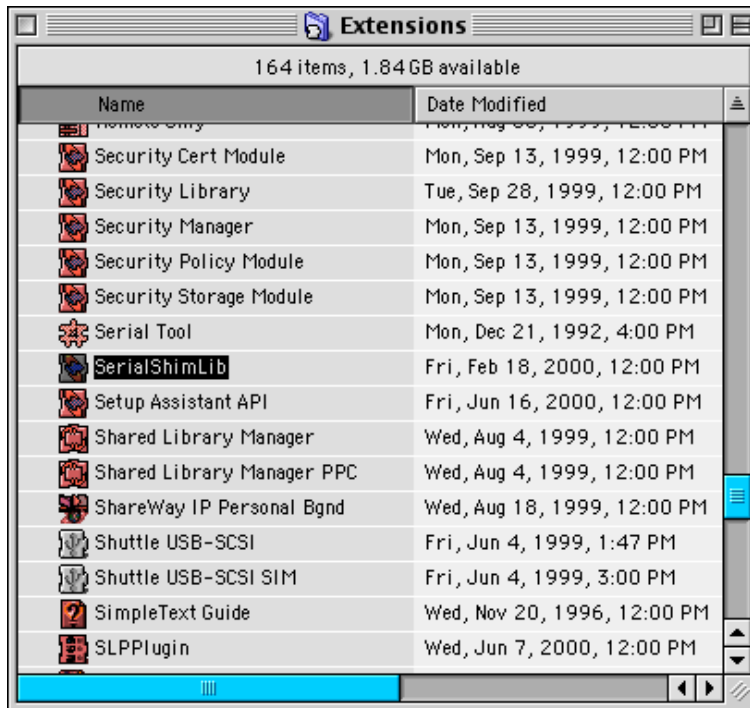 Extensions
164 items, 1.84 GB available
Name Date Modified
Security Cert Module Mon, Sep 13, 1999, 12:00 PM
Security Library Tue, Sep 28, 1999, 12:00 PM
Security Manager Mon, Sep 13, 1999, 12:00 PM
Security Policy Module Mon, Sep 13, 1999, 12:00 PM
Security Storage Module Mon, Sep 13, 1999, 12:00 PM
Serial Tool Mon, Dec 21, 1992, 4:00 PM
SerialShimLib Fri, Feb 18, 2000, 12:00 PM
Setup Assistant API Fri, Jun 16, 2000, 12:00 PM
Shared Library Manager Wed, Aug 4, 1999, 12:00 PM
Shared Library Manager PPC Wed, Aug 4, 1999, 12:00 PM
ShareWay IP Personal Bgnd Wed, Aug 18, 1999, 12:00 PM
Shuttle USB-SCSI Fri, Jun 4, 1999, 1:47 PM
Shuttle USB-SCSI SIM Fri, Jun 4, 1999, 3:00 PM
SimpleText Guide Wed, Nov 20, 1996, 12:00 PM
SLPPlugin Wed, Jun 7, 2000, 12:00 PM